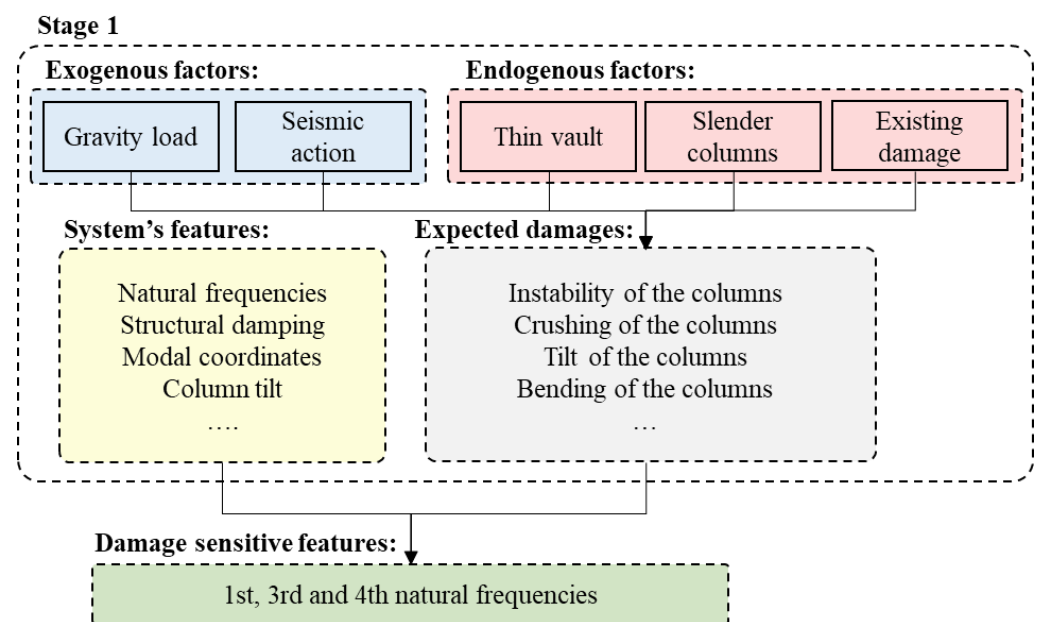 Stage 1
Exogenous factors:
Endogenous factors:
Gravity load
Seismic
action
Thin vault
Slender
columns
Existing
damage
System’s features:
Expected damages:
Natural frequencies
Structural damping
Modal coordinates
Column tilt
….
Instability of the columns
Crushing of the columns
Tilt of the columns
Bending of the columns
…
Damage sensitive features:
1st, 3rd and 4th natural frequencies